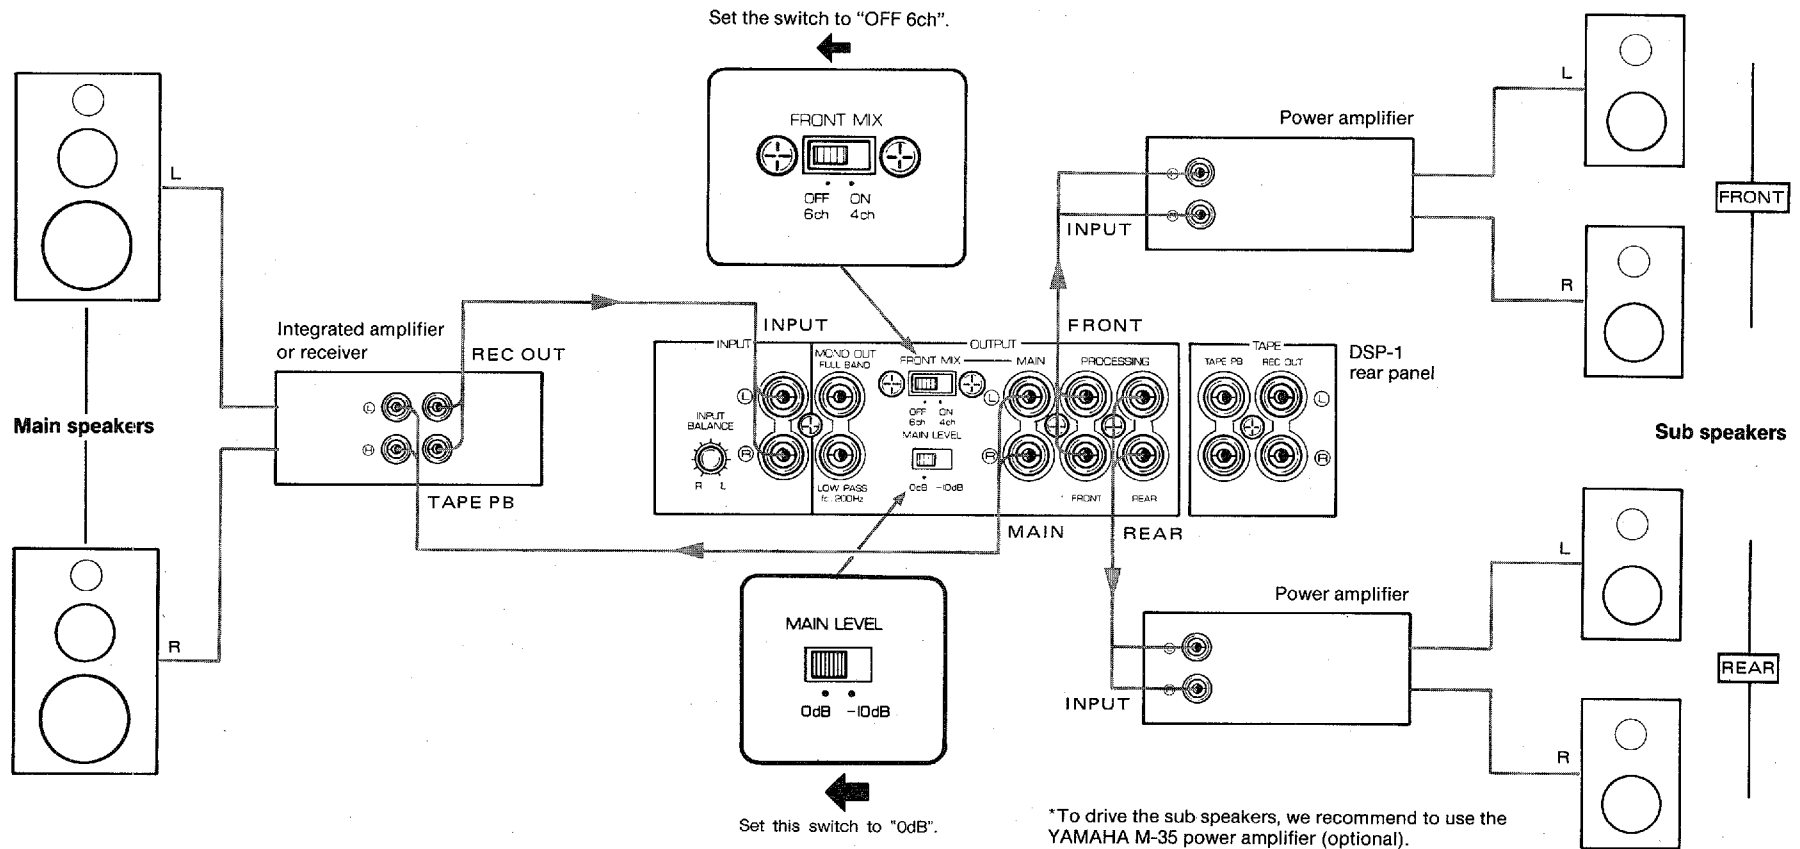 Set the switch to "OFF 6ch".
FRONT MIX
OFF ON
6ch 4ch
Power amplifier
L
R
INPUT
L
R
FRONT
Main speakers
L
R
Integrated amplifier
or receiver
REC OUT
L
R
TAPE PB
INPUT
FRONT
INPUT
INPUT
BALANCE
R L
L
R
OUTPUT
MONO OUT
FULL BAND
LOW PASS
fc 200Hz
FRONT MIX
OFF ON
6ch 4ch
MAIN LEVEL
0dB -10dB
MAIN
PROCESSING
L
R
FRONT
REAR
TAPE
TAPE PB REC OUT
L
R
DSP-1
rear panel
Sub speakers
MAIN
REAR
MAIN LEVEL
0dB -10dB
Set this switch to "0dB".
Power amplifier
L
R
INPUT
L
R
REAR
*To drive the sub speakers, we recommend to use the
YAMAHA M-35 power amplifier (optional).